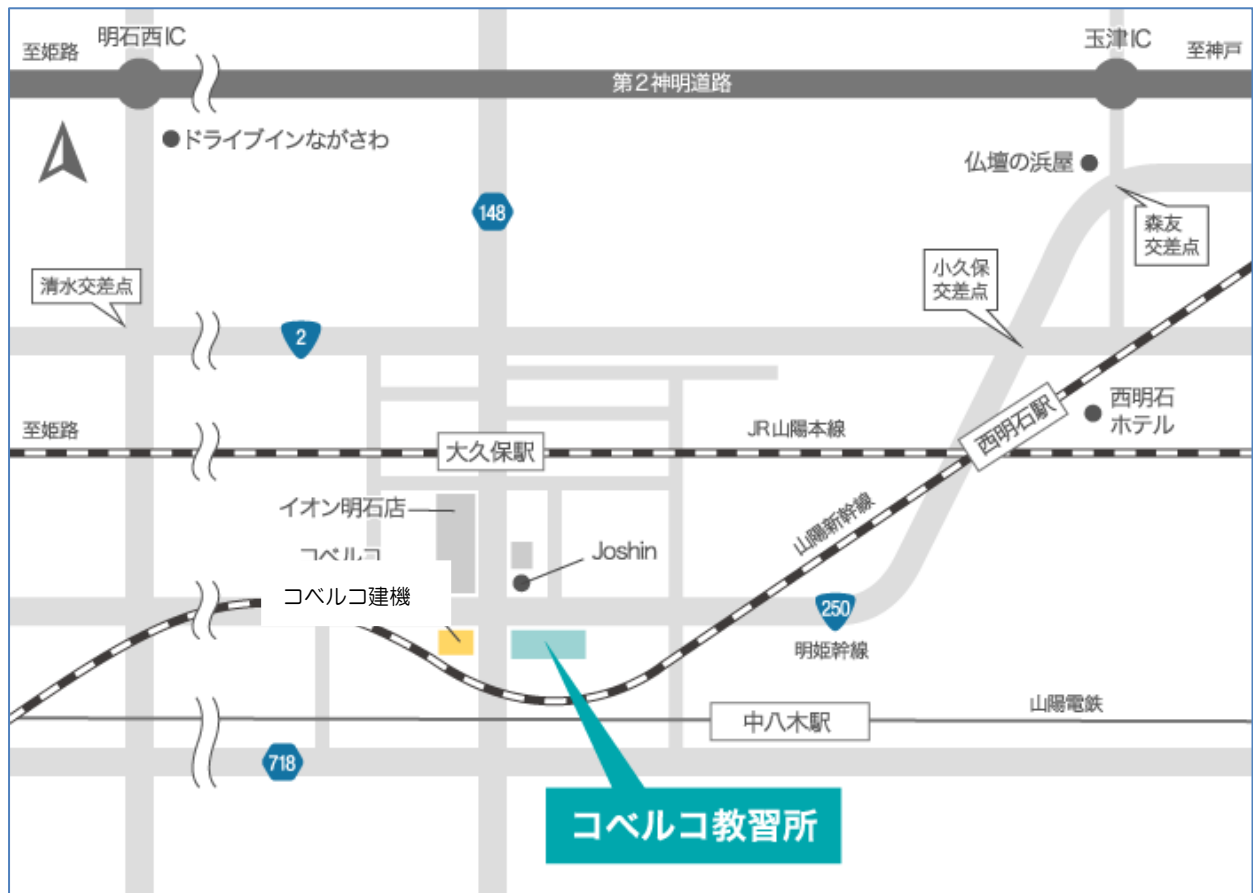 明石西IC
玉津IC
至姫路
至神戸
第2神明道路
ドライブインながさわ
仏壇の浜屋
148
森友
交差点
小久保
交差点
清水交差点
2
西明石
ホテル
至姫路
大久保駅
JR山陽本線
西明石駅
イオン明石店
山陽新幹線
コベルコ
Joshin
コベルコ建機
250
明姫幹線
山陽電鉄
中八木駅
718
コベルコ教習所